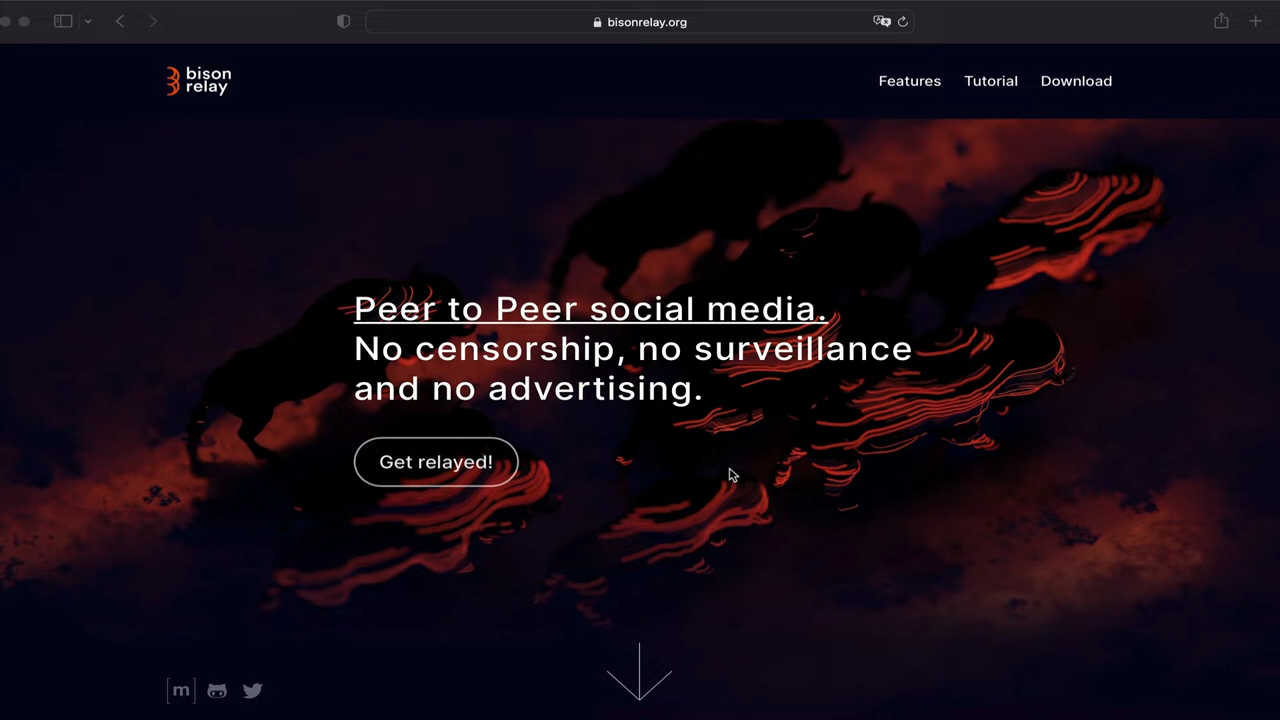 bisonrelay.org
bison
relay
Features Tutorial Download
Peer to Peer social media.
No censorship, no surveillance
and no advertising.
Get relayed!
[m]